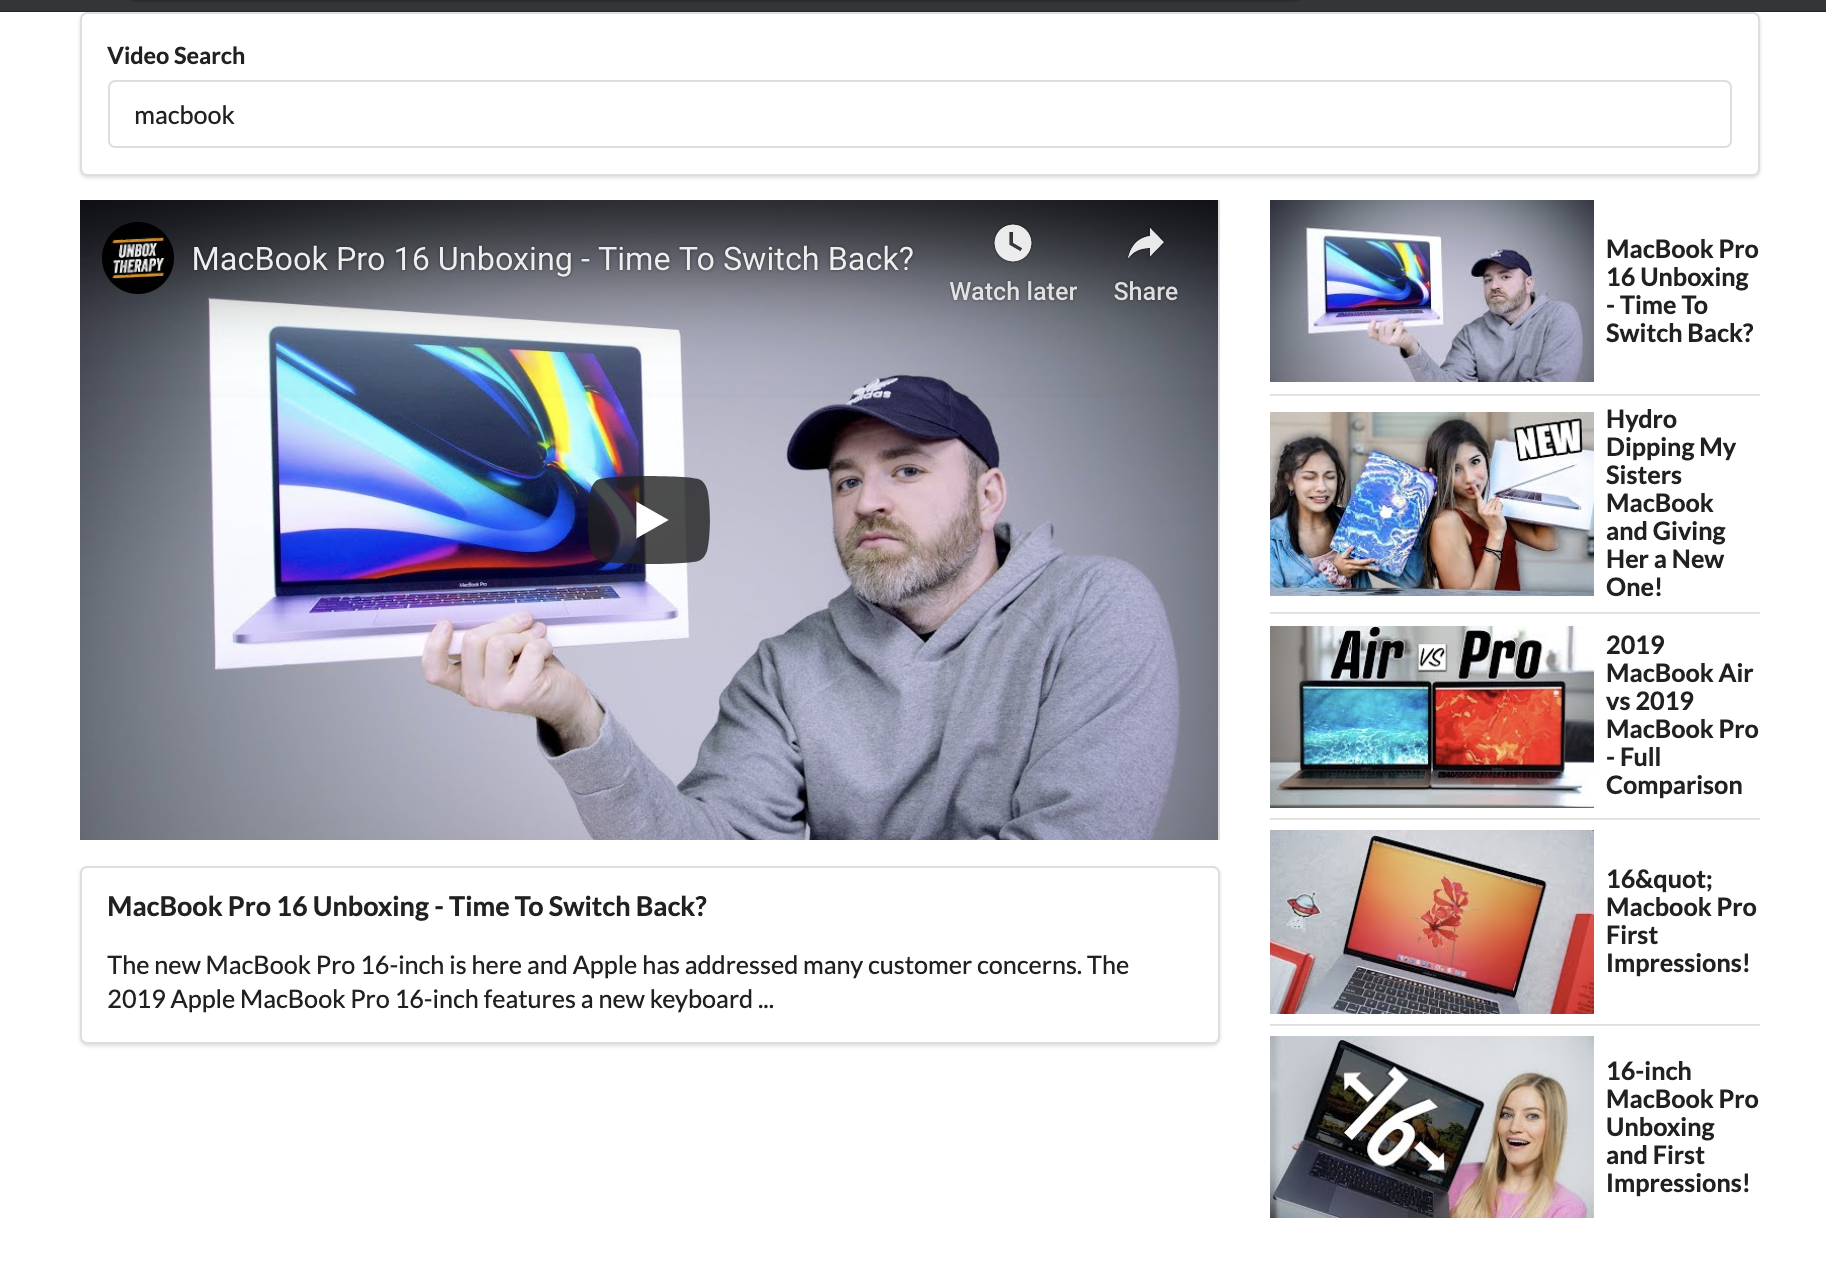 Video Search
macbook
UNBOX
THERAPY
MacBook Pro 16 Unboxing - Time To Switch Back?
Watch later
Share
adidas
MacBook Pro
MacBook Pro 16 Unboxing - Time To Switch Back?
The new MacBook Pro 16-inch is here and Apple has addressed many customer concerns. The
2019 Apple MacBook Pro 16-inch features a new keyboard ...
MacBook Pro
16 Unboxing
- Time To
Switch Back?
NEW
Hydro
Dipping My
Sisters
MacBook
and Giving
Her a New
One!
Air vs Pro
2019
MacBook Air
vs 2019
MacBook Pro
- Full
Comparison
16&quot;
Macbook Pro
First
Impressions!
16
16-inch
MacBook Pro
Unboxing
and First
Impressions!